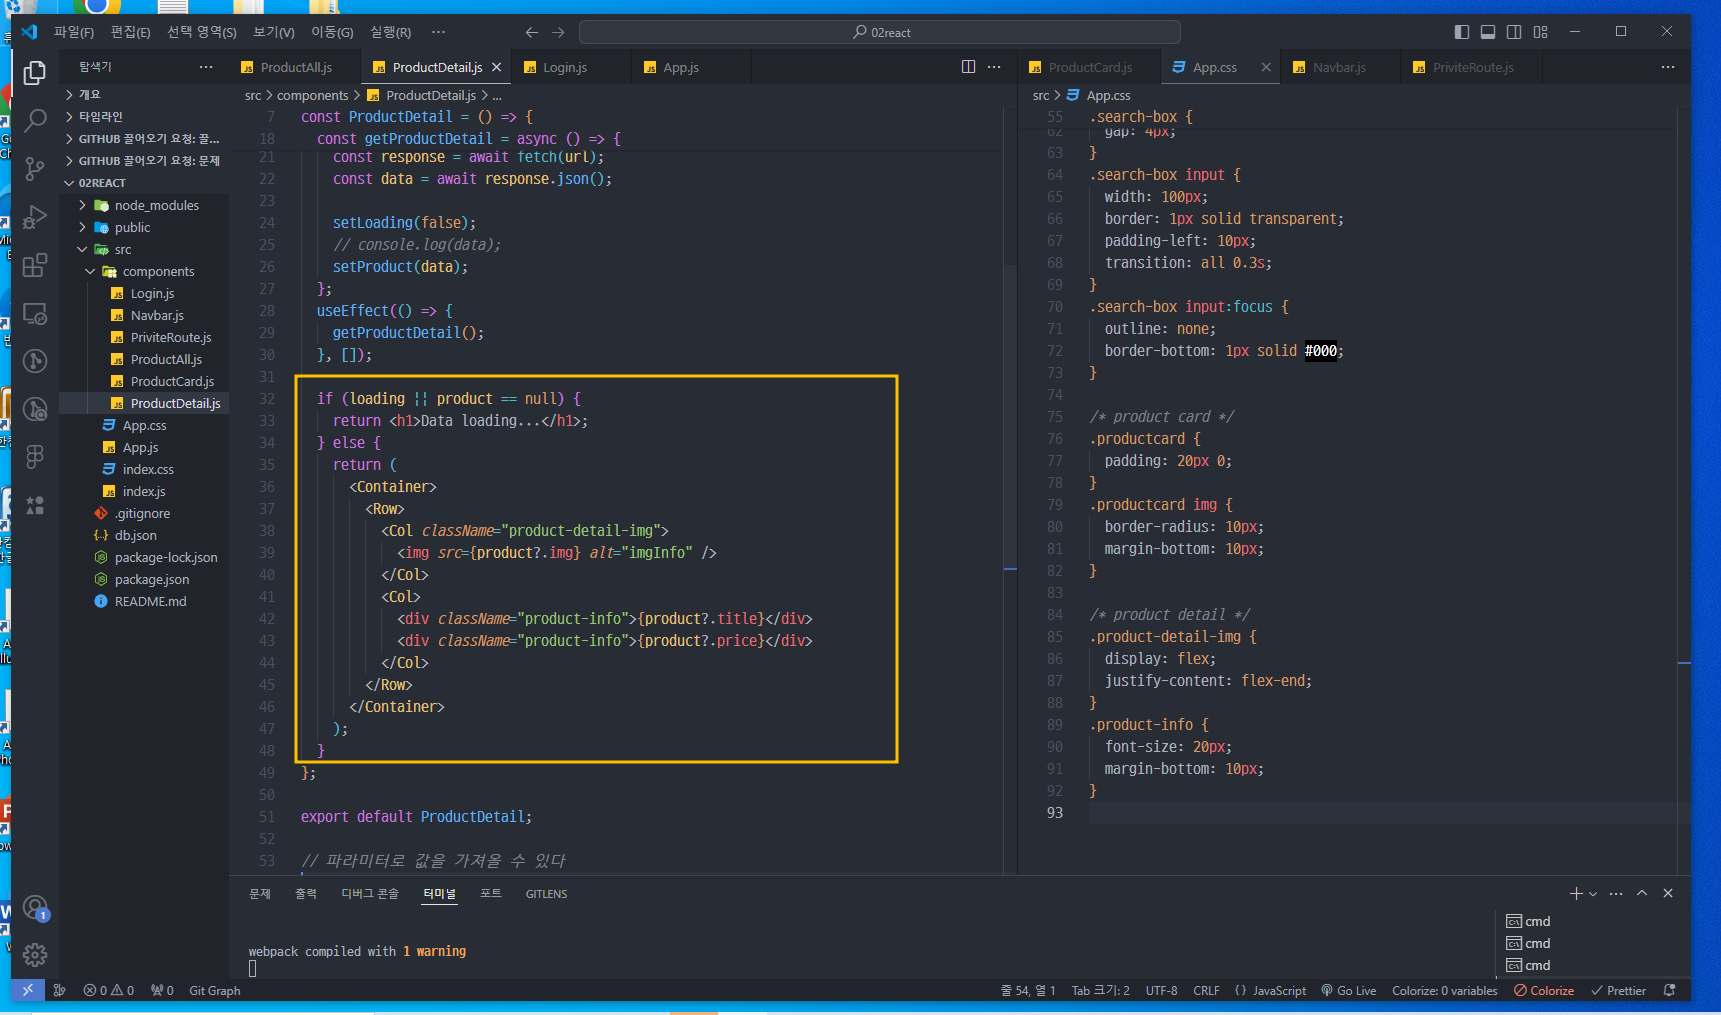 파일(F) 편집(E) 선택 영역(S) 보기(V) 이동(G) 실행(R) ··· 02react
탐색기
ProductAll.js ProductDetail.js Login.js App.js
ProductCard.js App.css Navbar.js PriviteRoute.js
개요
타임라인
GITHUB 끌어오기 요청: 끌...
GITHUB 끌어오기 요청: 문제
02REACT
node_modules
public
src
components
Login.js
Navbar.js
PriviteRoute.js
ProductAll.js
ProductCard.js
ProductDetail.js
App.css
App.js
index.css
index.js
.gitignore
db.json
package-lock.json
package.json
README.md
src > components > ProductDetail.js > ...
7 const ProductDetail = () => {
18 const getProductDetail = async () => {
21 const response = await fetch(url);
22 const data = await response.json();
23
24 setLoading(false);
25 // console.log(data);
26 setProduct(data);
27 };
28 useEffect(() => {
29 getProductDetail();
30 }, []);
31
32 if (loading || product == null) {
33 return <h1>Data loading...</h1>;
34 } else {
35 return (
36 <Container>
37 <Row>
38 <Col className="product-detail-img">
39 <img src={product?.img} alt="imgInfo" />
40 </Col>
41 <Col>
42 <div className="product-info">{product?.title}</div>
43 <div className="product-info">{product?.price}</div>
44 </Col>
45 </Row>
46 </Container>
47 );
48 }
49 };
50
51 export default ProductDetail;
52
53 // 파라미터로 값을 가져올 수 있다
src > App.css
55 .search-box {
62 gap: 4px;
63 }
64 .search-box input {
65 width: 100px;
66 border: 1px solid transparent;
67 padding-left: 10px;
68 transition: all 0.3s;
69 }
70 .search-box input:focus {
71 outline: none;
72 border-bottom: 1px solid #000;
73 }
74
75 /* product card */
76 .productcard {
77 padding: 20px 0;
78 }
79 .productcard img {
80 border-radius: 10px;
81 margin-bottom: 10px;
82 }
83
84 /* product detail */
85 .product-detail-img {
86 display: flex;
87 justify-content: flex-end;
88 }
89 .product-info {
90 font-size: 20px;
91 margin-bottom: 10px;
92 }
93
문제 출력 디버그 콘솔 터미널 포트 GITLENS
webpack compiled with 1 warning
cmd
cmd
cmd
1
0 0 0 Git Graph 줄 54, 열 1 Tab 크기: 2 UTF-8 CRLF {} JavaScript Go Live Colorize: 0 variables Colorize Prettier